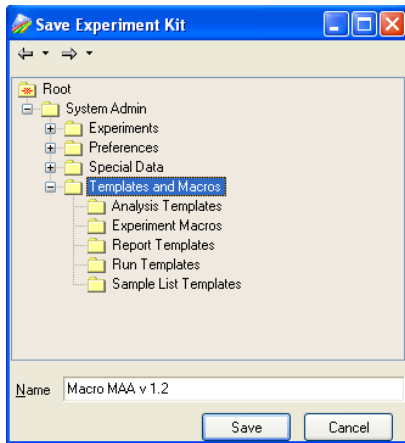 Save Experiment Kit
Root
System Admin
Experiments
Preferences
Special Data
Templates and Macros
Analysis Templates
Experiment Macros
Report Templates
Run Templates
Sample List Templates
Name Macro MAA v 1.2
Save Cancel